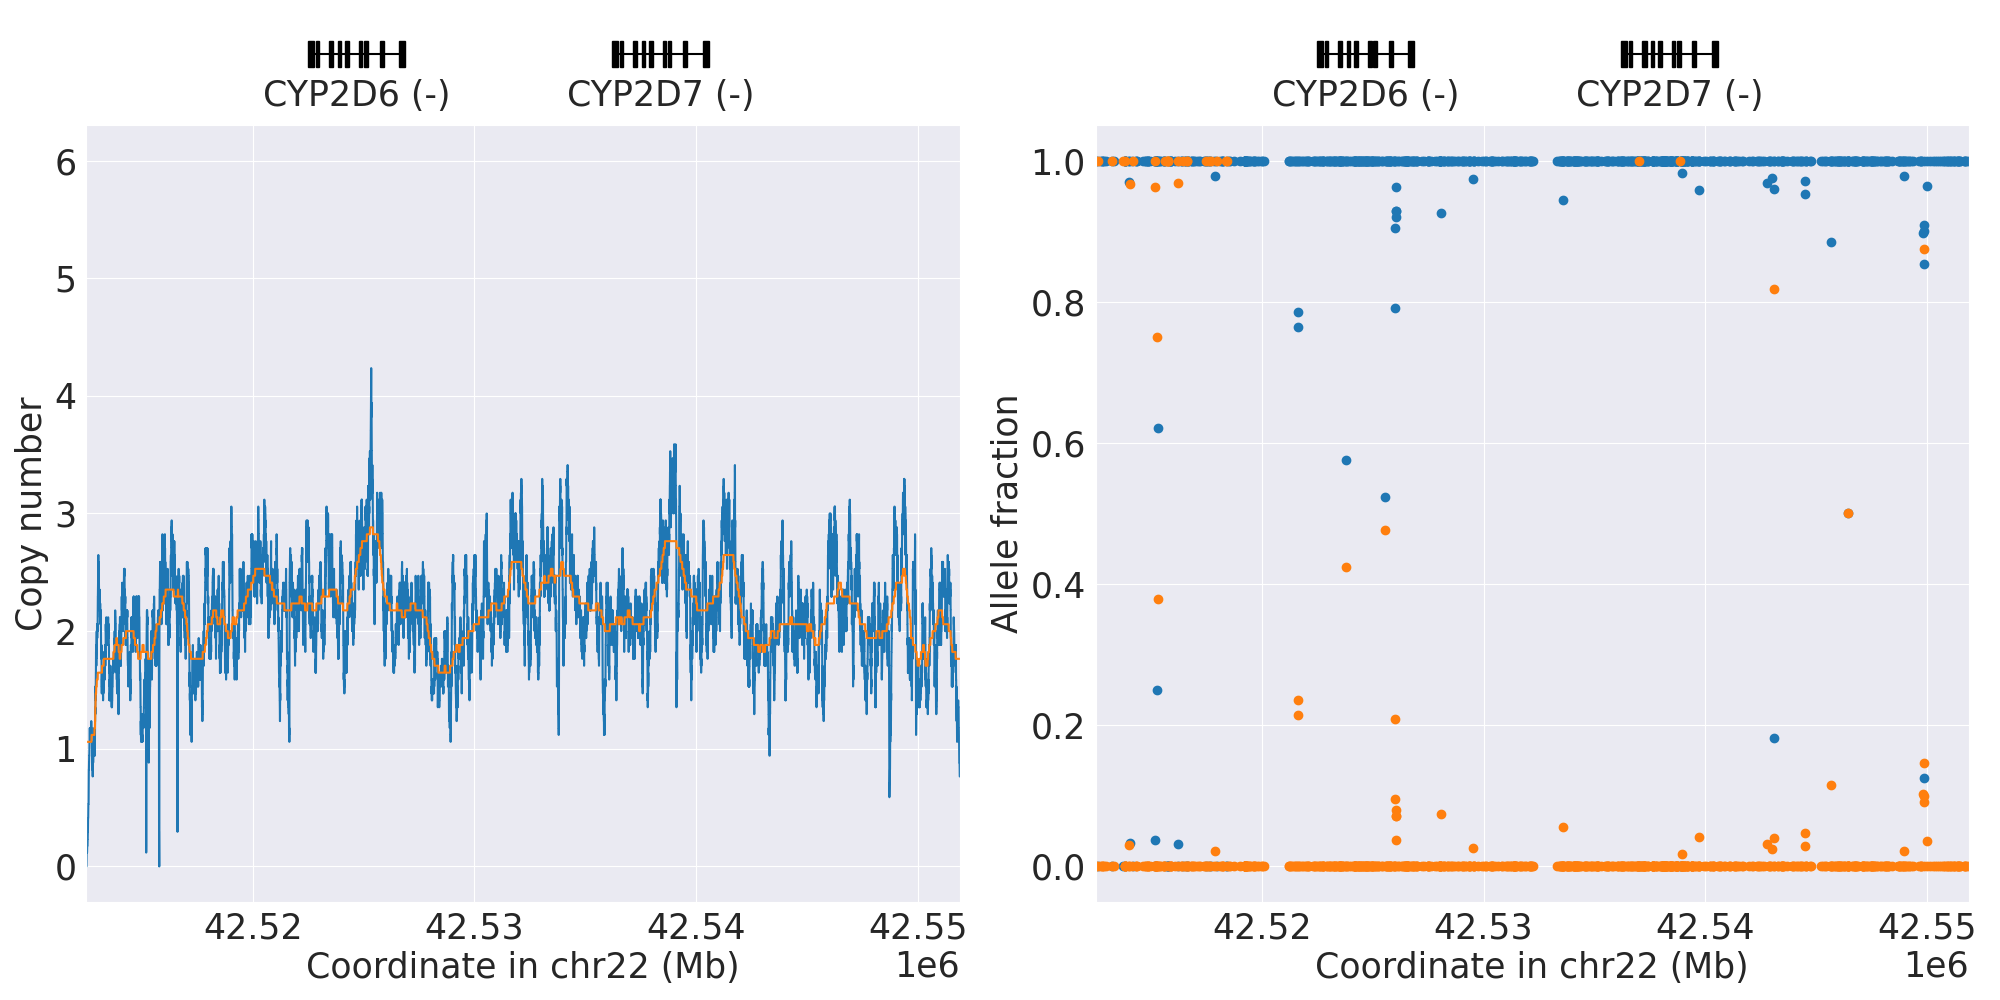 CYP2D6 (-) CYP2D7 (-)
6
5
4
3
2
1
0
Copy number
42.52 42.53 42.54 42.55
Coordinate in chr22 (Mb)
1e6
CYP2D6 (-) CYP2D7 (-)
1.0
0.8
0.6
0.4
0.2
0.0
Allele fraction
42.52 42.53 42.54 42.55
Coordinate in chr22 (Mb)
1e6